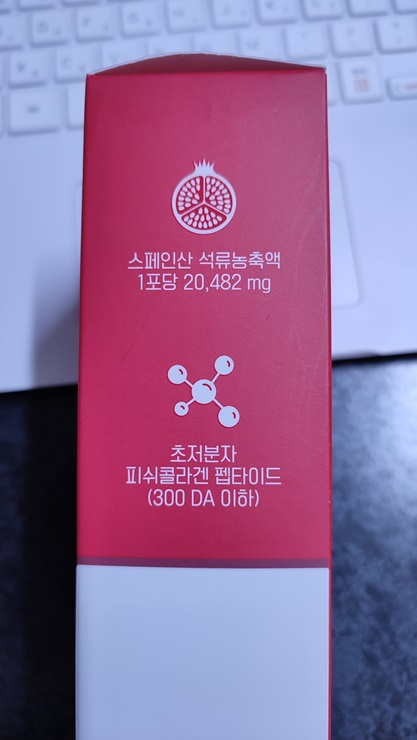 스페인산 석류농축액
1포당 20,482 mg
초저분자
피쉬콜라겐 펩타이드
(300 DA 이하)